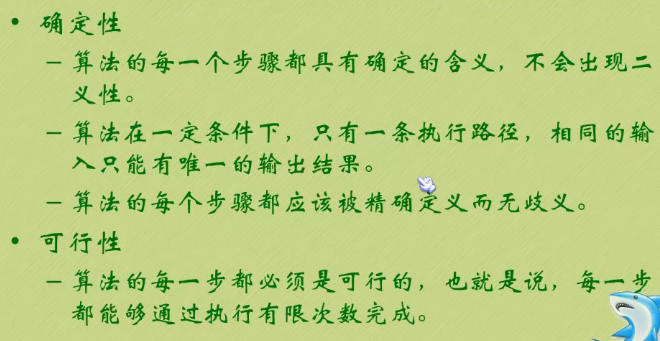 • 确定性
– 算法的每一个步骤都具有确定的含义，不会出现二
义性。
– 算法在一定条件下，只有一条执行路径，相同的输
入只能有唯一的输出结果。
– 算法的每个步骤都应该被精确定义而无歧义。
• 可行性
– 算法的每一步都必须是可行的，也就是说，每一步
都能够通过执行有限次数完成。